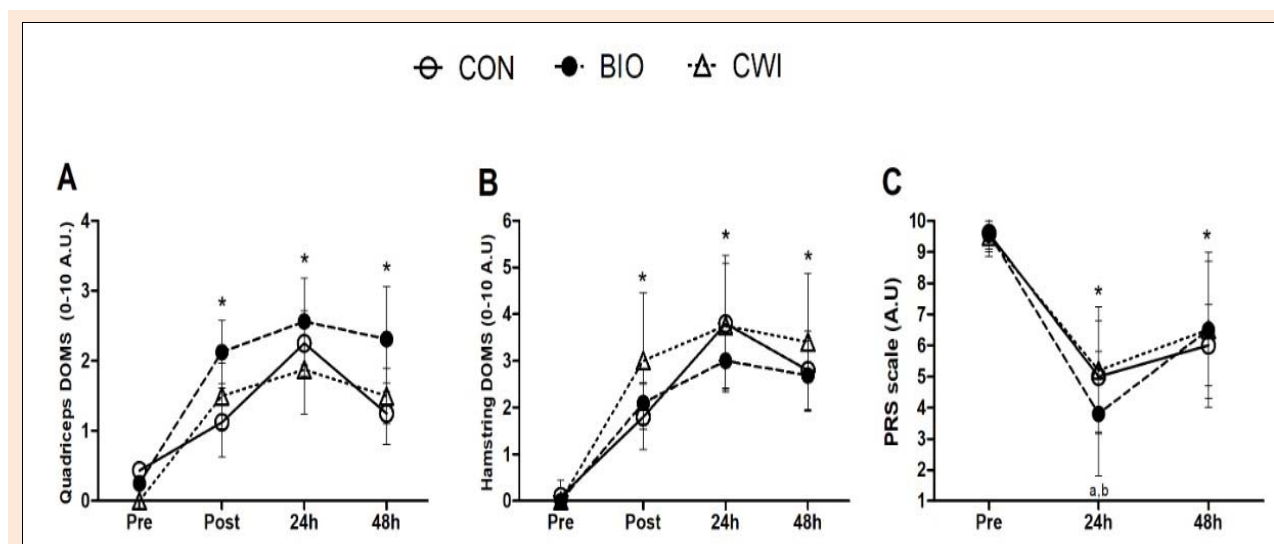 CON BIO CWI
A B C
Quadriceps DOMS (0-10 A.U.)
4
3
2
1
0
* * *
Pre Post 24h 48h
Hamstring DOMS (0-10 A.U)
6
5
4
3
2
1
0
* * *
Pre Post 24h 48h
PRS scale (A.U)
10
9
8
7
6
5
4
3
2
1
* *
a,b
Pre 24h 48h